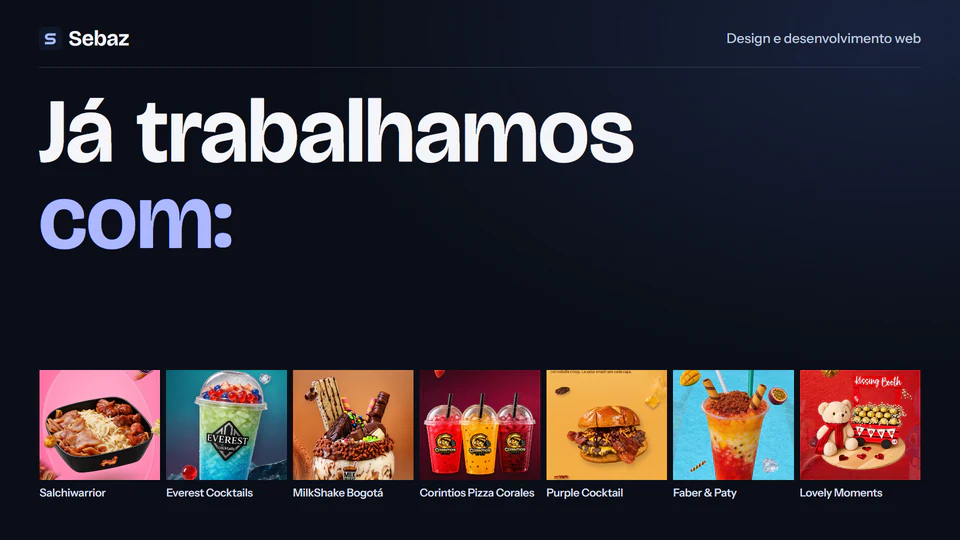 S Sebaz
Design e desenvolvimento web
Já trabalhamos
com:
EVEREST
Kissing Booth
Salchiwarrior
Everest Cocktails
MilkShake Bogotá
Corintios Pizza Corales
Purple Cocktail
Faber & Paty
Lovely Moments